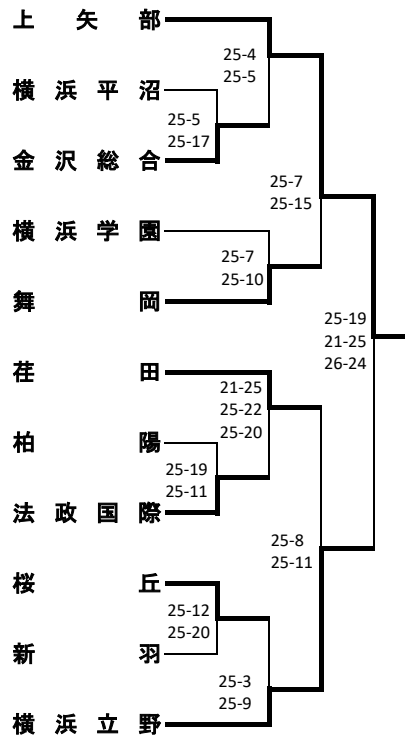 上矢部
25-4
25-5
横浜平沼
25-5
25-17
金沢総合
25-7
25-15
横浜学園
25-7
25-10
舞岡
25-19
21-25
26-24
荏田
21-25
25-22
25-20
柏陽
25-19
25-11
法政国際
25-8
25-11
桜丘
25-12
25-20
新羽
25-3
25-9
横浜立野